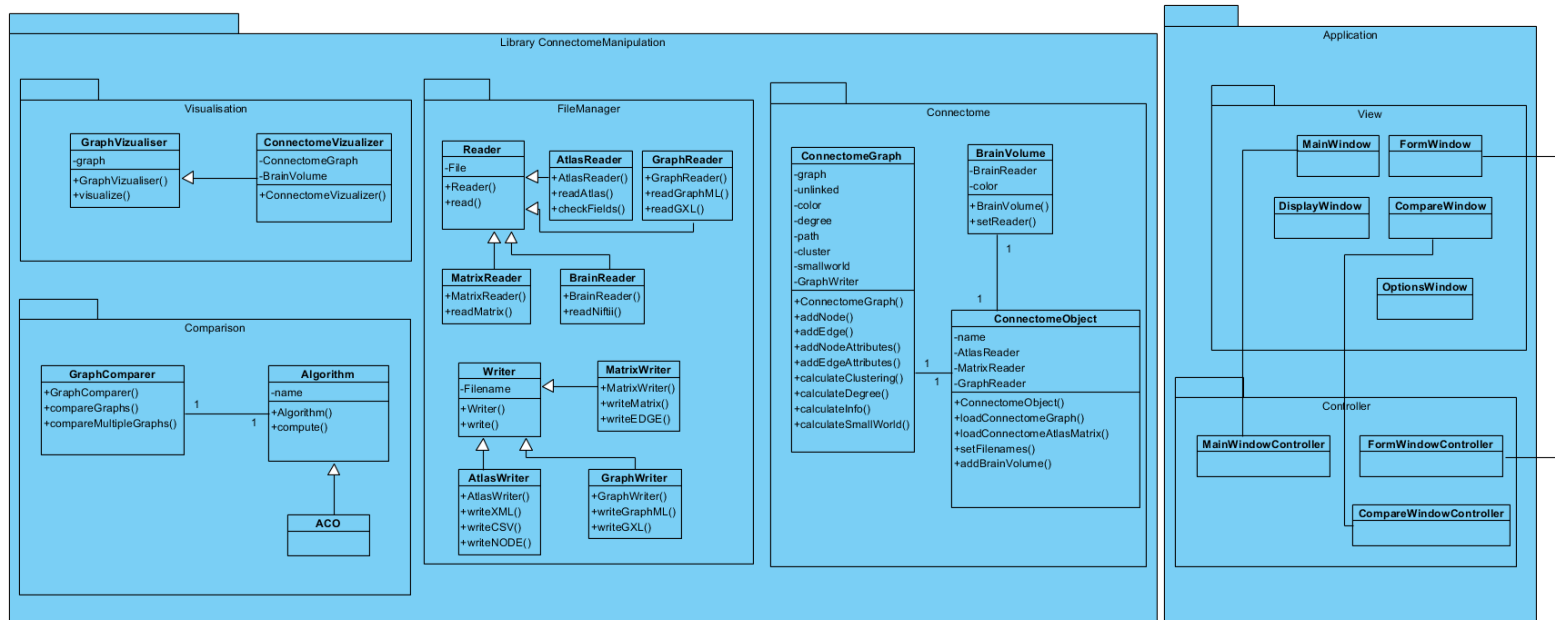 Library ConnectomeManipulation
Visualisation
GraphVizualiser
-graph
+GraphVizualiser()
+visualize()
ConnectomeVizualizer
-ConnectomeGraph
-BrainVolume
+ConnectomeVizualizer()
Comparison
GraphComparer
+GraphComparer()
+compareGraphs()
+compareMultipleGraphs()
1
1
Algorithm
-name
+Algorithm()
+compute()
ACO
FileManager
Reader
-File
+Reader()
+read()
AtlasReader
+AtlasReader()
+readAtlas()
+checkFields()
GraphReader
+GraphReader()
+readGraphML()
+readGXL()
MatrixReader
+MatrixReader()
+readMatrix()
BrainReader
+BrainReader()
+readNiftii()
Writer
-Filename
+Writer()
+write()
MatrixWriter
+MatrixWriter()
+writeMatrix()
+writeEDGE()
AtlasWriter
+AtlasWriter()
+writeXML()
+writeCSV()
+writeNODE()
GraphWriter
+GraphWriter()
+writeGraphML()
+writeGXL()
Connectome
ConnectomeGraph
-graph
-unlinked
-color
-degree
-path
-cluster
-smallworld
-GraphWriter
+ConnectomeGraph()
+addNode()
+addEdge()
+addNodeAttributes()
+addEdgeAttributes()
+calculateClustering()
+calculateDegree()
+calculateInfo()
+calculateSmallWorld()
BrainVolume
-BrainReader
-color
+BrainVolume()
+setReader()
1
1
1
1
ConnectomeObject
-name
-AtlasReader
-MatrixReader
-GraphReader
+ConnectomeObject()
+loadConnectomeGraph()
+loadConnectomeAtlasMatrix()
+setFilenames()
+addBrainVolume()
Application
View
MainWindow
FormWindow
DisplayWindow
CompareWindow
OptionsWindow
Controller
MainWindowController
FormWindowController
CompareWindowController